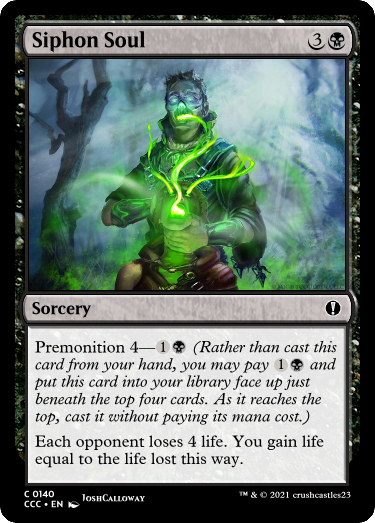 Siphon Soul 3
Sorcery
Premonition 4—1 (Rather than cast this
card from your hand, you may pay 1 and
put this card into your library face up just
beneath the top four cards. As it reaches the
top, cast it without paying its mana cost.)
Each opponent loses 4 life. You gain life
equal to the life lost this way.
C 0140
CCC • EN JoshCalloway
™ & © 2021 crushcastles23